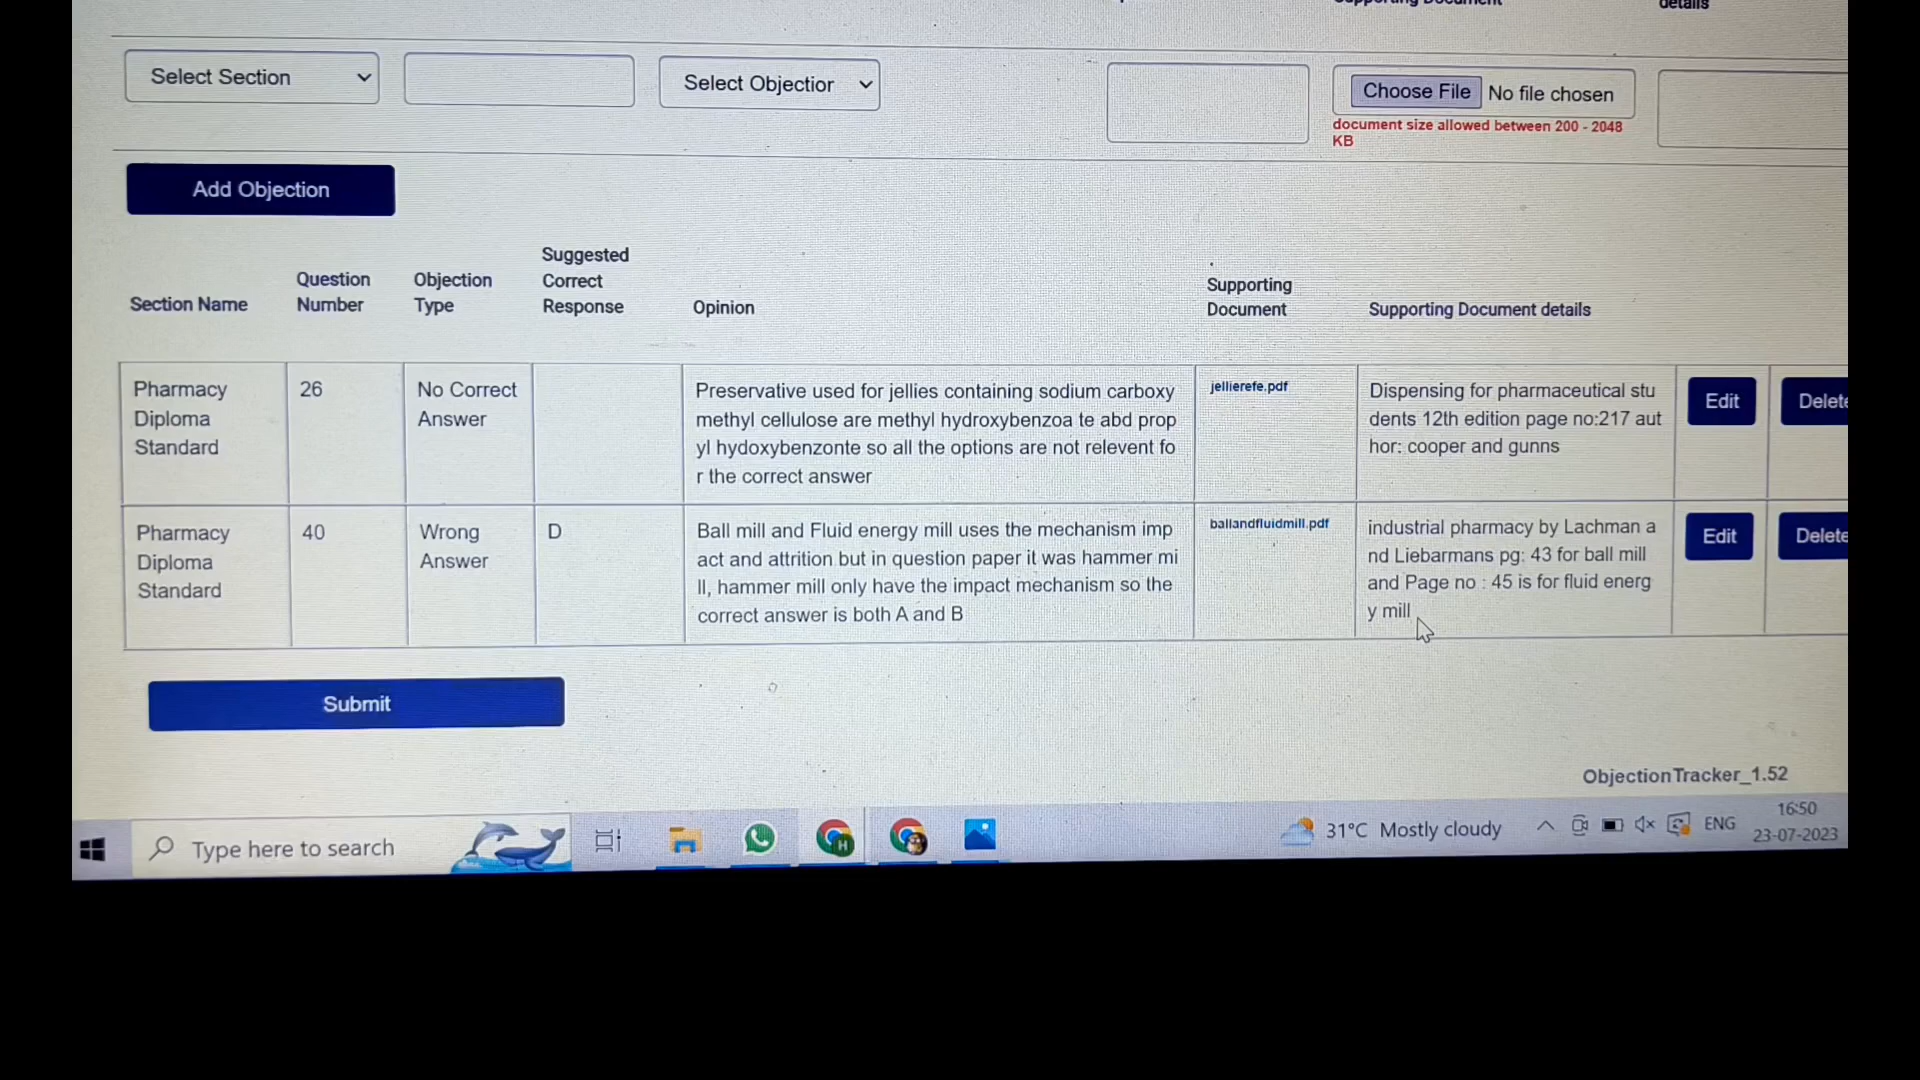 Supporting Document
details
Select Section
Select Objection
Choose File No file chosen
document size allowed between 200 - 2048
KB
Add Objection
Section Name
Question
Number
Objection
Type
Suggested
Correct
Response
Opinion
Supporting
Document
Supporting Document details
Pharmacy
Diploma
Standard
26
No Correct
Answer
Preservative used for jellies containing sodium carboxy
methyl cellulose are methyl hydroxybenzoa te abd prop
yl hydoxybenzonte so all the options are not relevent fo
r the correct answer
jellierefe.pdf
Dispensing for pharmaceutical stu
dents 12th edition page no:217 aut
hor: cooper and gunns
Edit
Delete
Pharmacy
Diploma
Standard
40
Wrong
Answer
D
Ball mill and Fluid energy mill uses the mechanism imp
act and attrition but in question paper it was hammer mi
ll, hammer mill only have the impact mechanism so the
correct answer is both A and B
ballandfluidmill.pdf
industrial pharmacy by Lachman a
nd Liebarmans pg: 43 for ball mill
and Page no : 45 is for fluid energ
y mill
Edit
Delete
Submit
ObjectionTracker_1.52
Type here to search
31°C Mostly cloudy
ENG
16:50
23-07-2023